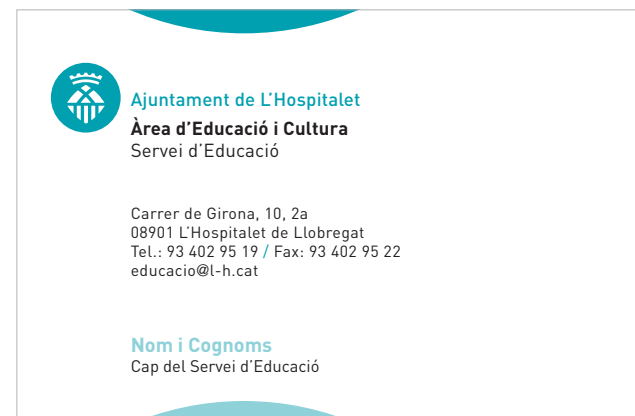 Ajuntament de L'Hospitalet
Àrea d'Educació i Cultura
Servei d'Educació
Carrer de Girona, 10, 2a
08901 L'Hospitalet de Llobregat
Tel.: 93 402 95 19 / Fax: 93 402 95 22
educacio@l-h.cat
Nom i Cognoms
Cap del Servei d'Educació